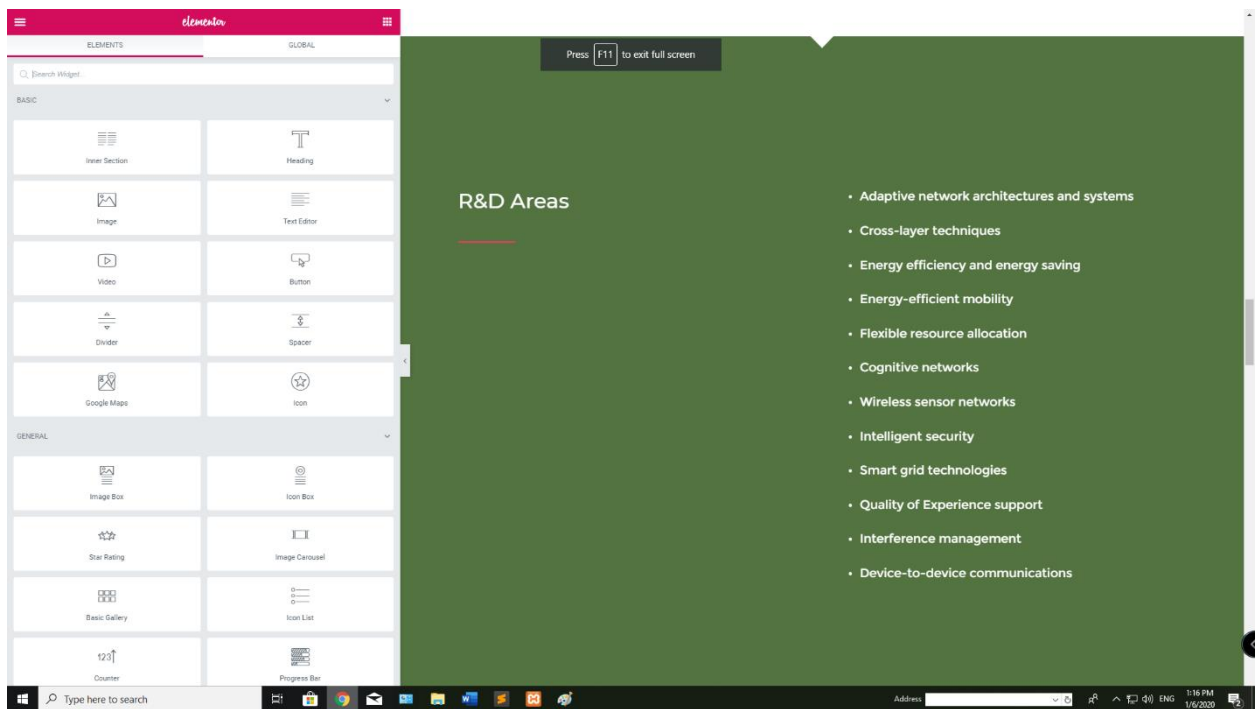 elementor
ELEMENTS GLOBAL
Search Widget...
BASIC
Inner Section Heading
Image Text Editor
Video Button
Divider Spacer
Google Maps Icon
GENERAL
Image Box Icon Box
Star Rating Image Carousel
Basic Gallery Icon List
123
Counter Progress Bar
Press F11 to exit full screen
R&D Areas
• Adaptive network architectures and systems
• Cross-layer techniques
• Energy efficiency and energy saving
• Energy-efficient mobility
• Flexible resource allocation
• Cognitive networks
• Wireless sensor networks
• Intelligent security
• Smart grid technologies
• Quality of Experience support
• Interference management
• Device-to-device communications
Type here to search
Address
ENG
1:16 PM
1/6/2020
2